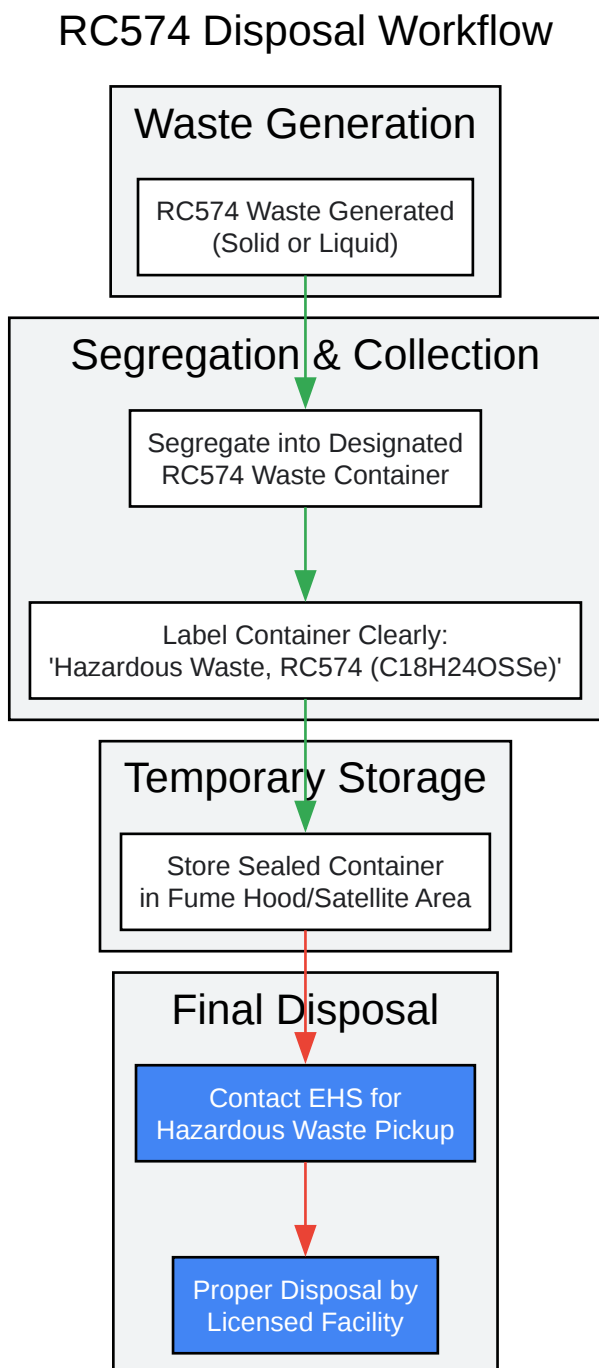 RC574 Disposal Workflow
Waste Generation
RC574 Waste Generated
(Solid or Liquid)
Segregation & Collection
Segregate into Designated
RC574 Waste Container
Label Container Clearly:
'Hazardous Waste, RC574 (C18H24OSSe)'
Temporary Storage
Store Sealed Container
in Fume Hood/Satellite Area
Final Disposal
Contact EHS for
Hazardous Waste Pickup
Proper Disposal by
Licensed Facility